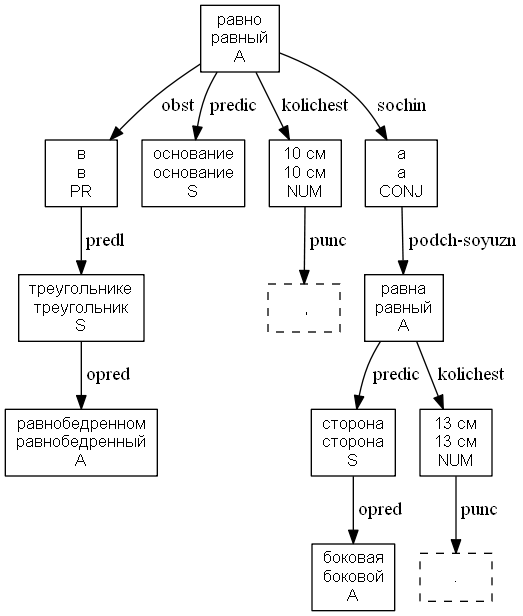 равно
равный
A
obst
predic
kolichest
sochin
в
в
PR
основание
основание
S
10 см
10 см
NUM
а
а
CONJ
predl
punc
podch-soyuzn
треугольнике
треугольник
S
,
равна
равный
A
opred
predic
kolichest
равнобедренном
равнобедренный
A
сторона
сторона
S
13 см
13 см
NUM
opred
punc
боковая
боковой
A
.